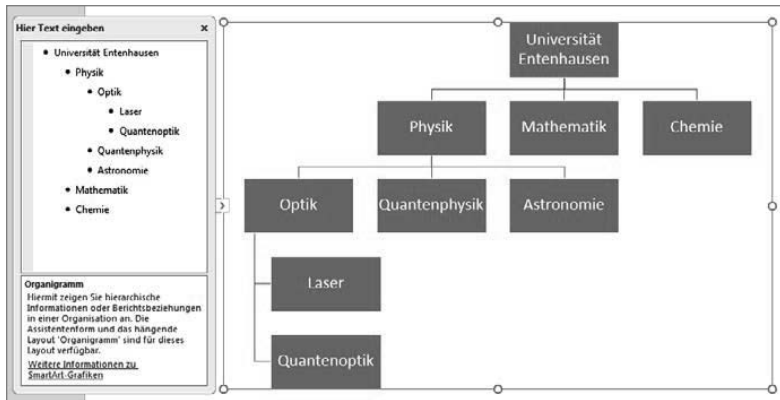 Hier Text eingeben
Universität Entenhausen
Physik
Optik
Laser
Quantenoptik
Quantenphysik
Astronomie
Mathematik
Chemie
Organigramm
Hiermit zeigen Sie hierarchische
Informationen oder Berichtsbeziehungen
in einer Organisation an. Die
Assistentenform und das hängende
Layout 'Organigramm' sind für dieses
Layout verfügbar.
Weitere Informationen zu
SmartArt-Grafiken
Universität
Entenhausen
Physik Mathematik Chemie
Optik Quantenphysik Astronomie
Laser
Quantenoptik